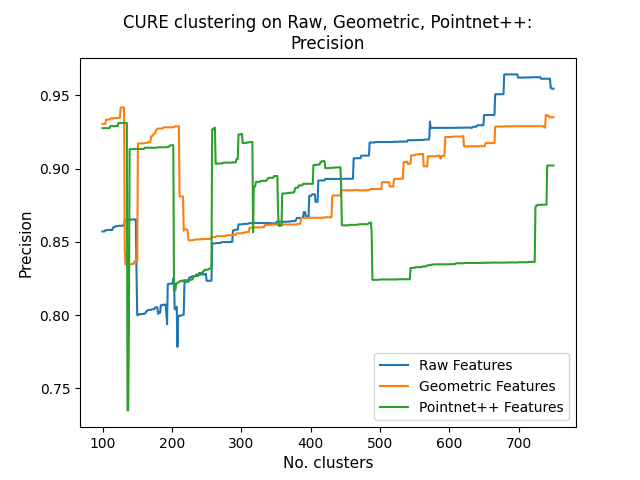 CURE clustering on Raw, Geometric, Pointnet++:
Precision
0.95
0.90
0.85
0.80
0.75
Precision
100
200
300
400
500
600
700
No. clusters
Raw Features
Geometric Features
Pointnet++ Features